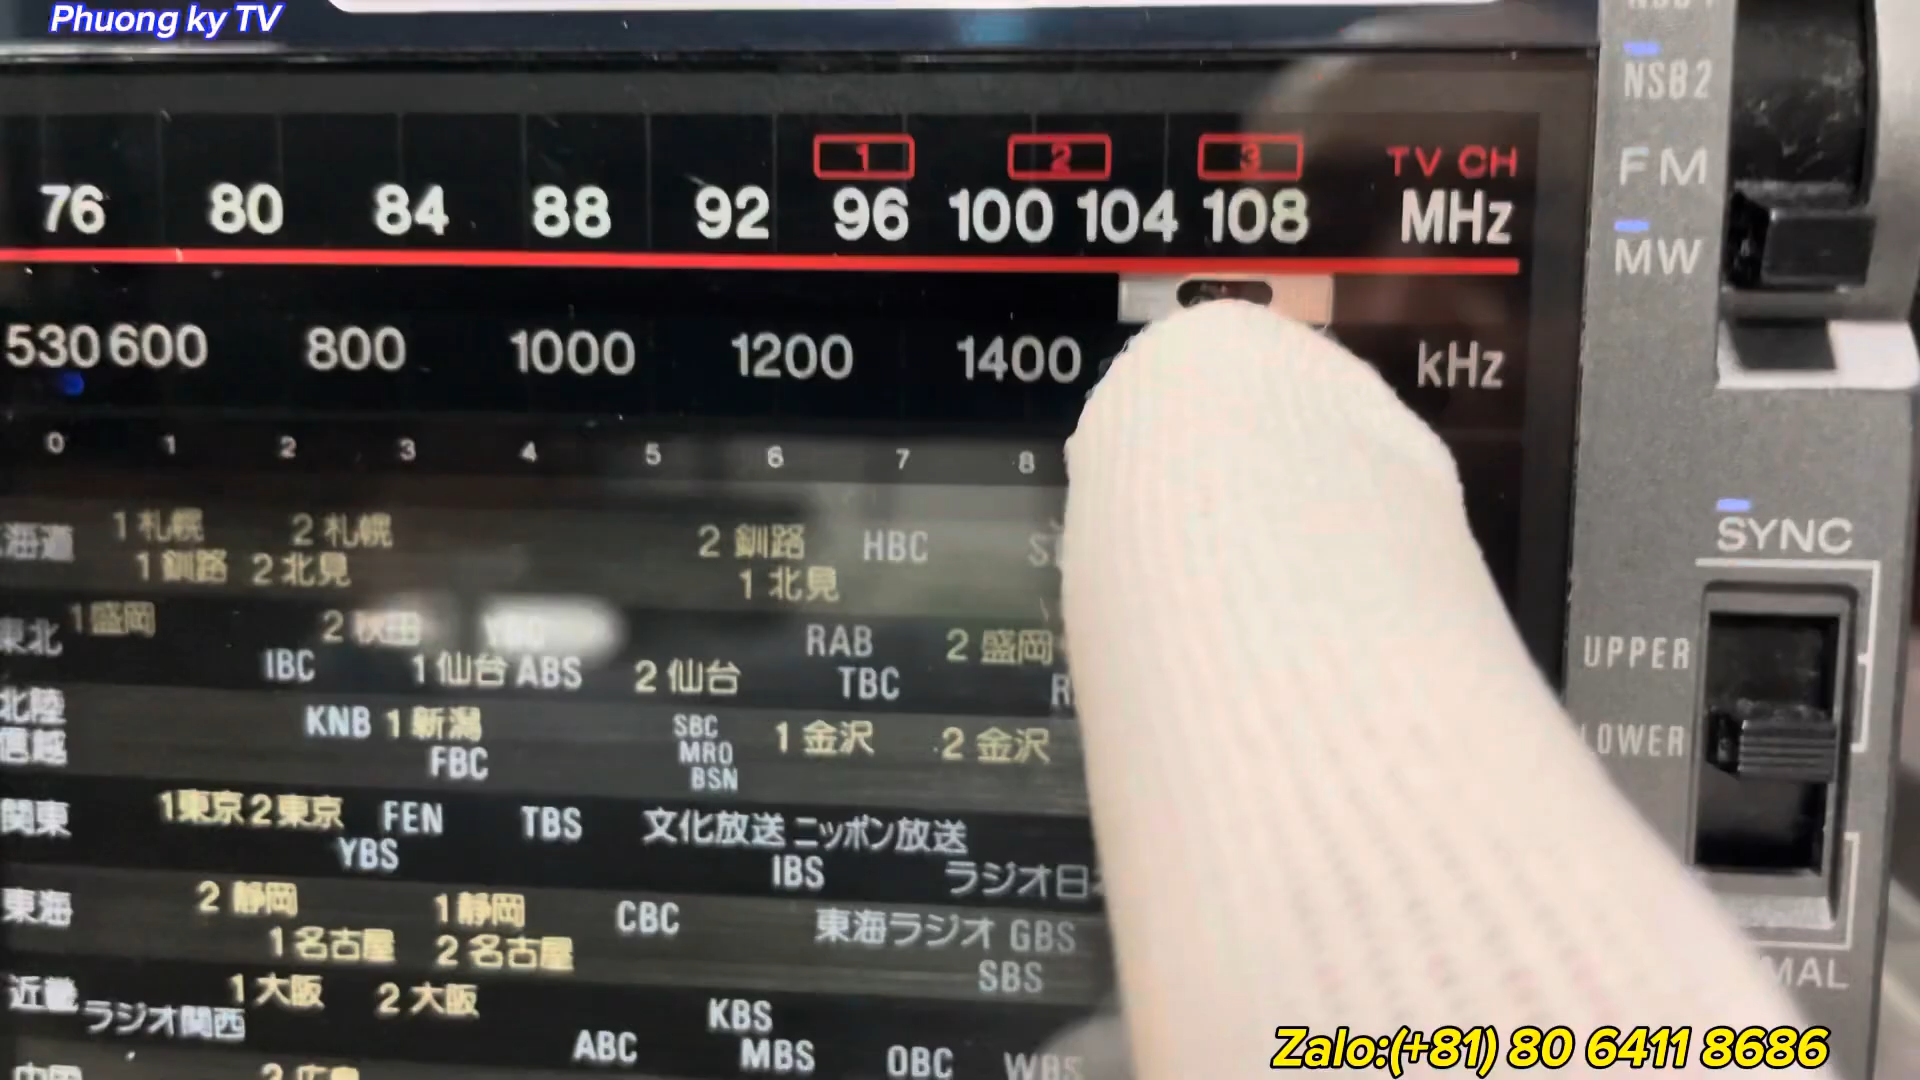 Phuong ky TV
NSB2
FM
MW
1 2 3 TV CH
76 80 84 88 92 96 100 104 108 MHz
530 600 800 1000 1200 1400 kHz
0 1 2 3 4 5 6 7 8
SYNC
UPPER
LOWER
1 札幌 2 札幌 2 釧路 HBC
海道
1 釧路 2 北見 1 北見
1 盛岡 2 秋田 RAB 2 盛岡
東北
IBC 1 仙台 ABS 2 仙台 TBC
北陸 KNB 1 新潟 SBC 1 金沢 2 金沢
信越 FBC MRO
BSN
関東 1東京 2東京 FEN TBS 文化放送 ニッポン放送
YBS IBS ラジオ日
東海 2 静岡 1 静岡 CBC 東海ラジオ GBS
1 名古屋 2 名古屋 SBS
近畿 1 大阪 2 大阪 KBS
ラジオ関西 ABC MBS OBC WBS
Zalo:(+81) 80 6411 8686